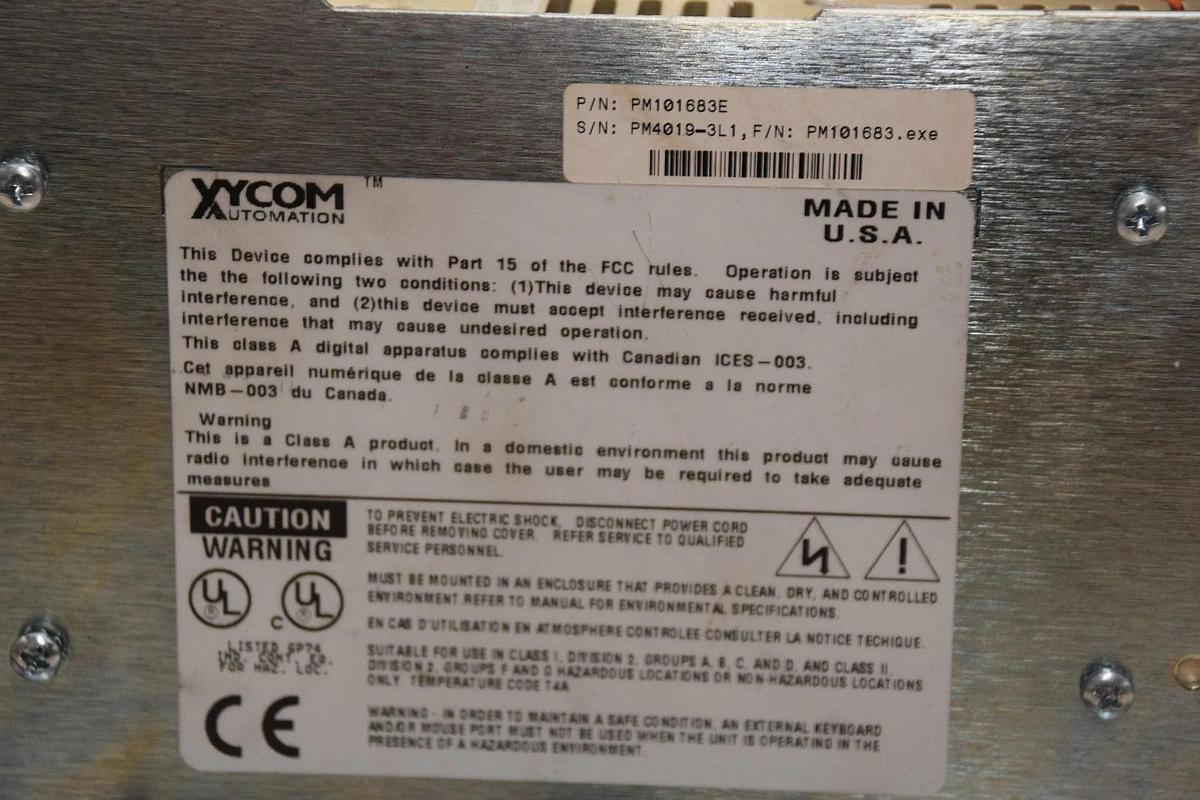 P/N: PM101683E
S/N: PM4019-3L1, F/N: PM101683.exe
XYCOM TM
AUTOMATION
MADE IN
U.S.A.
This Device complies with Part 15 of the FCC rules. Operation is subject
the the following two conditions: (1)This device may cause harmful
interference, and (2)this device must accept interference received, including
interference that may cause undesired operation.
This class A digital apparatus complies with Canadian ICES-003.
Cet appareil numérique de la classe A est conforme a la norme
NMB-003 du Canada.
Warning
This is a Class A product. In a domestic environment this product may cause
radio interference in which case the user may be required to take adequate
measures
CAUTION
WARNING
TO PREVENT ELECTRIC SHOCK, DISCONNECT POWER CORD
BEFORE REMOVING COVER. REFER SERVICE TO QUALIFIED
SERVICE PERSONNEL.
MUST BE MOUNTED IN AN ENCLOSURE THAT PROVIDES A CLEAN, DRY, AND CONTROLLED
ENVIRONMENT.REFER TO MANUAL FOR ENVIRONMENTAL SPECIFICATIONS.
EN CAS D'UTILISATION EN ATMOSPHERE CONTROLEE CONSULTER LA NOTICE TECHIQUE.
SUITABLE FOR USE IN CLASS I, DIVISION 2, GROUPS A, B, C, AND D, AND CLASS II,
DIVISION 2, GROUPS F AND G HAZARDOUS LOCATIONS OR NON-HAZARDOUS LOCATIONS
ONLY. TEMPERATURE CODE T4A
WARNING - IN ORDER TO MAINTAIN A SAFE CONDITION, AN EXTERNAL KEYBOARD
AND/OR MOUSE PORT MUST NOT BE USED WHEN THE UNIT IS OPERATING IN THE
PRESENCE OF A HAZARDOUS ENVIRONMENT.
UL ® C UL ®
LISTED 6P74
IND. CONT. EQ.
FOR HAZ. LOC.
CE